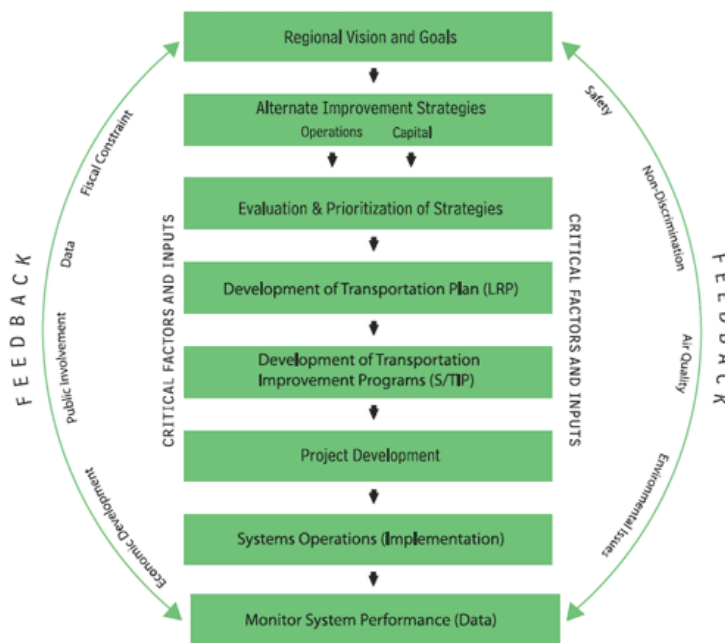 Regional Vision and Goals
Alternate Improvement Strategies
Operations Capital
Evaluation & Prioritization of Strategies
Development of Transportation Plan (LRP)
Development of Transportation
Improvement Programs (S/TIP)
Project Development
Systems Operations (Implementation)
Monitor System Performance (Data)
FEEDBACK
Fiscal Constraint
Data
Public Involvement
Economic Development
CRITICAL FACTORS AND INPUTS
CRITICAL FACTORS AND INPUTS
Safety
Non-Discrimination
Air Quality
Environmental Issues
FEEDBACK